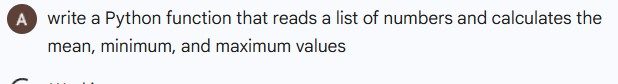 A
write a Python function that reads a list of numbers and calculates the
mean, minimum, and maximum values